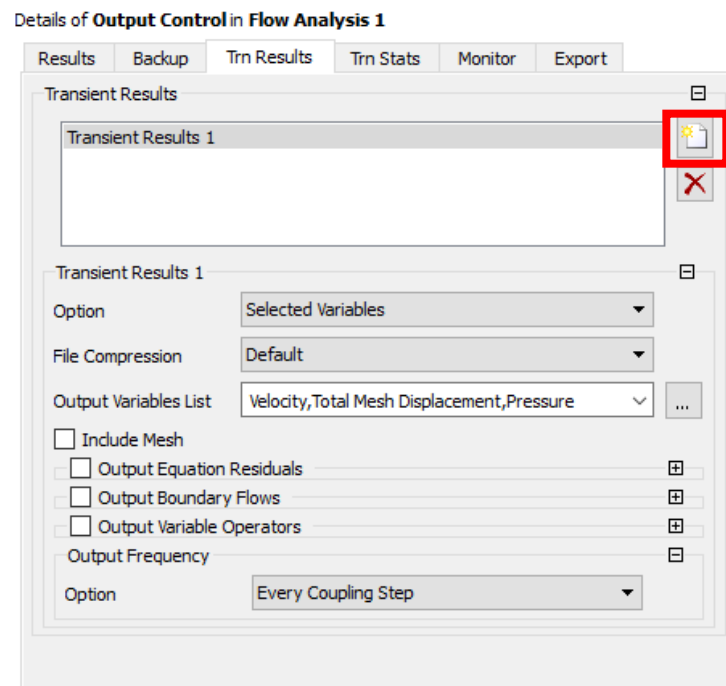 Details of Output Control in Flow Analysis 1
Results Backup Trn Results Trn Stats Monitor Export
Transient Results
Transient Results 1
Transient Results 1
Option Selected Variables
File Compression Default
Output Variables List Velocity,Total Mesh Displacement,Pressure ...
Include Mesh
Output Equation Residuals
Output Boundary Flows
Output Variable Operators
Output Frequency
Option Every Coupling Step